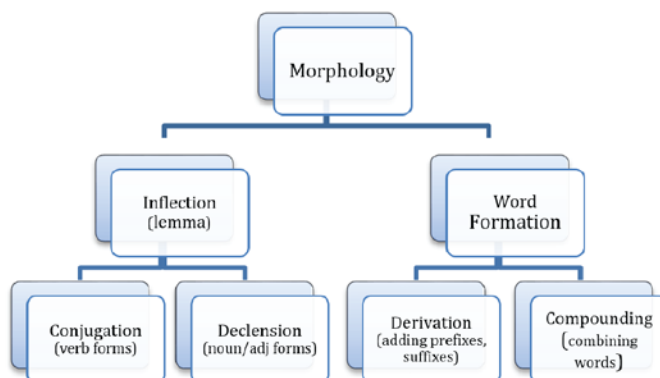 Morphology
Inflection
(lemma)
Word
Formation
Conjugation
(verb forms)
Declension
(noun/adj forms)
Derivation
(adding prefixes,
suffixes)
Compounding
(combining
words)